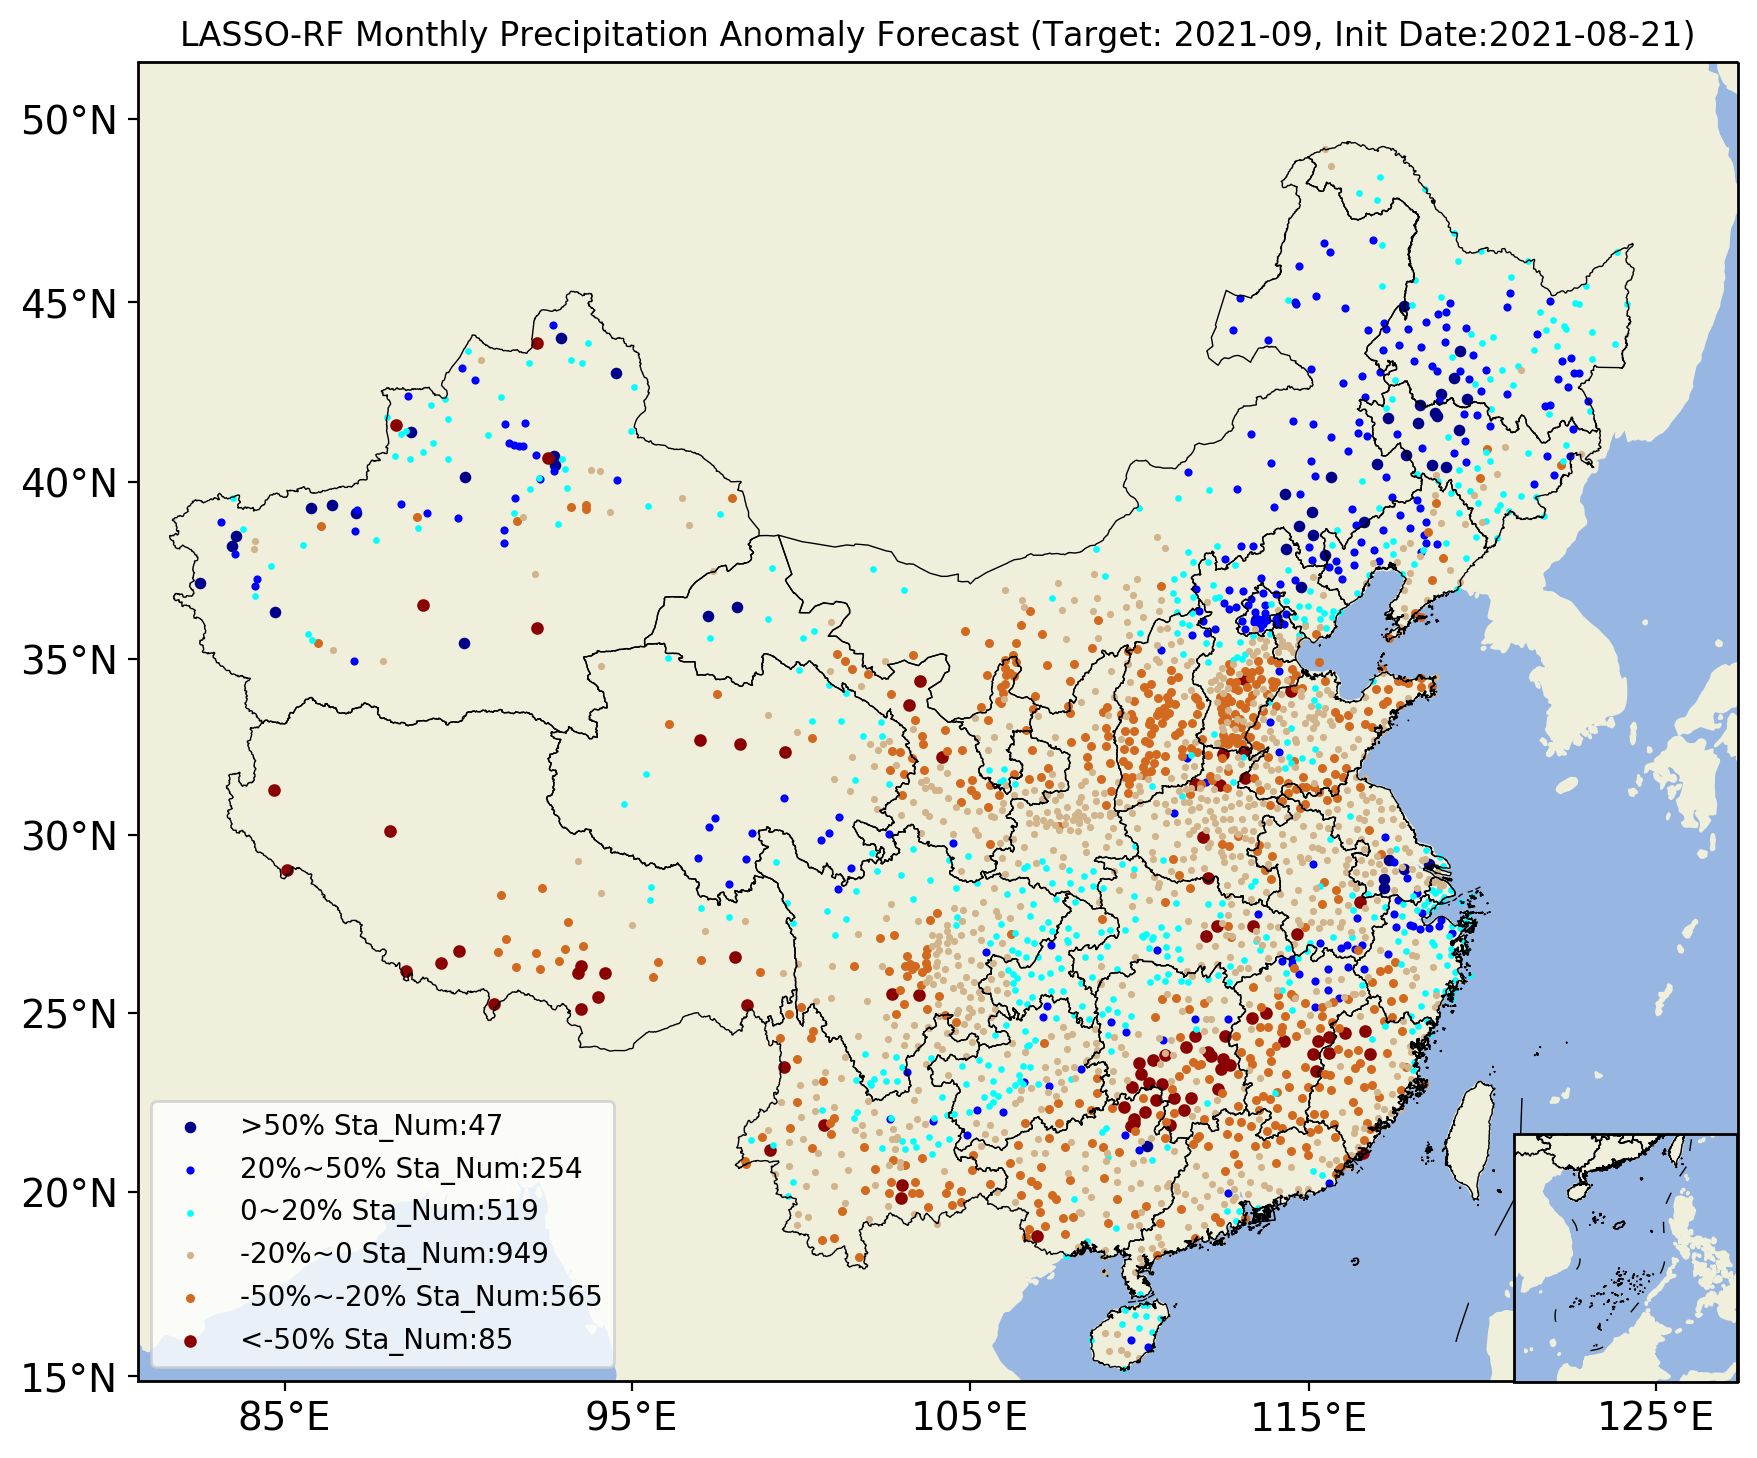 LASSO-RF Monthly Precipitation Anomaly Forecast (Target: 2021-09, Init Date:2021-08-21)
50°N
45°N
40°N
35°N
30°N
25°N
20°N
15°N
>50% Sta_Num:47
20%~50% Sta_Num:254
0~20% Sta_Num:519
-20%~0 Sta_Num:949
-50%~-20% Sta_Num:565
<-50% Sta_Num:85
85°E
95°E
105°E
115°E
125°E